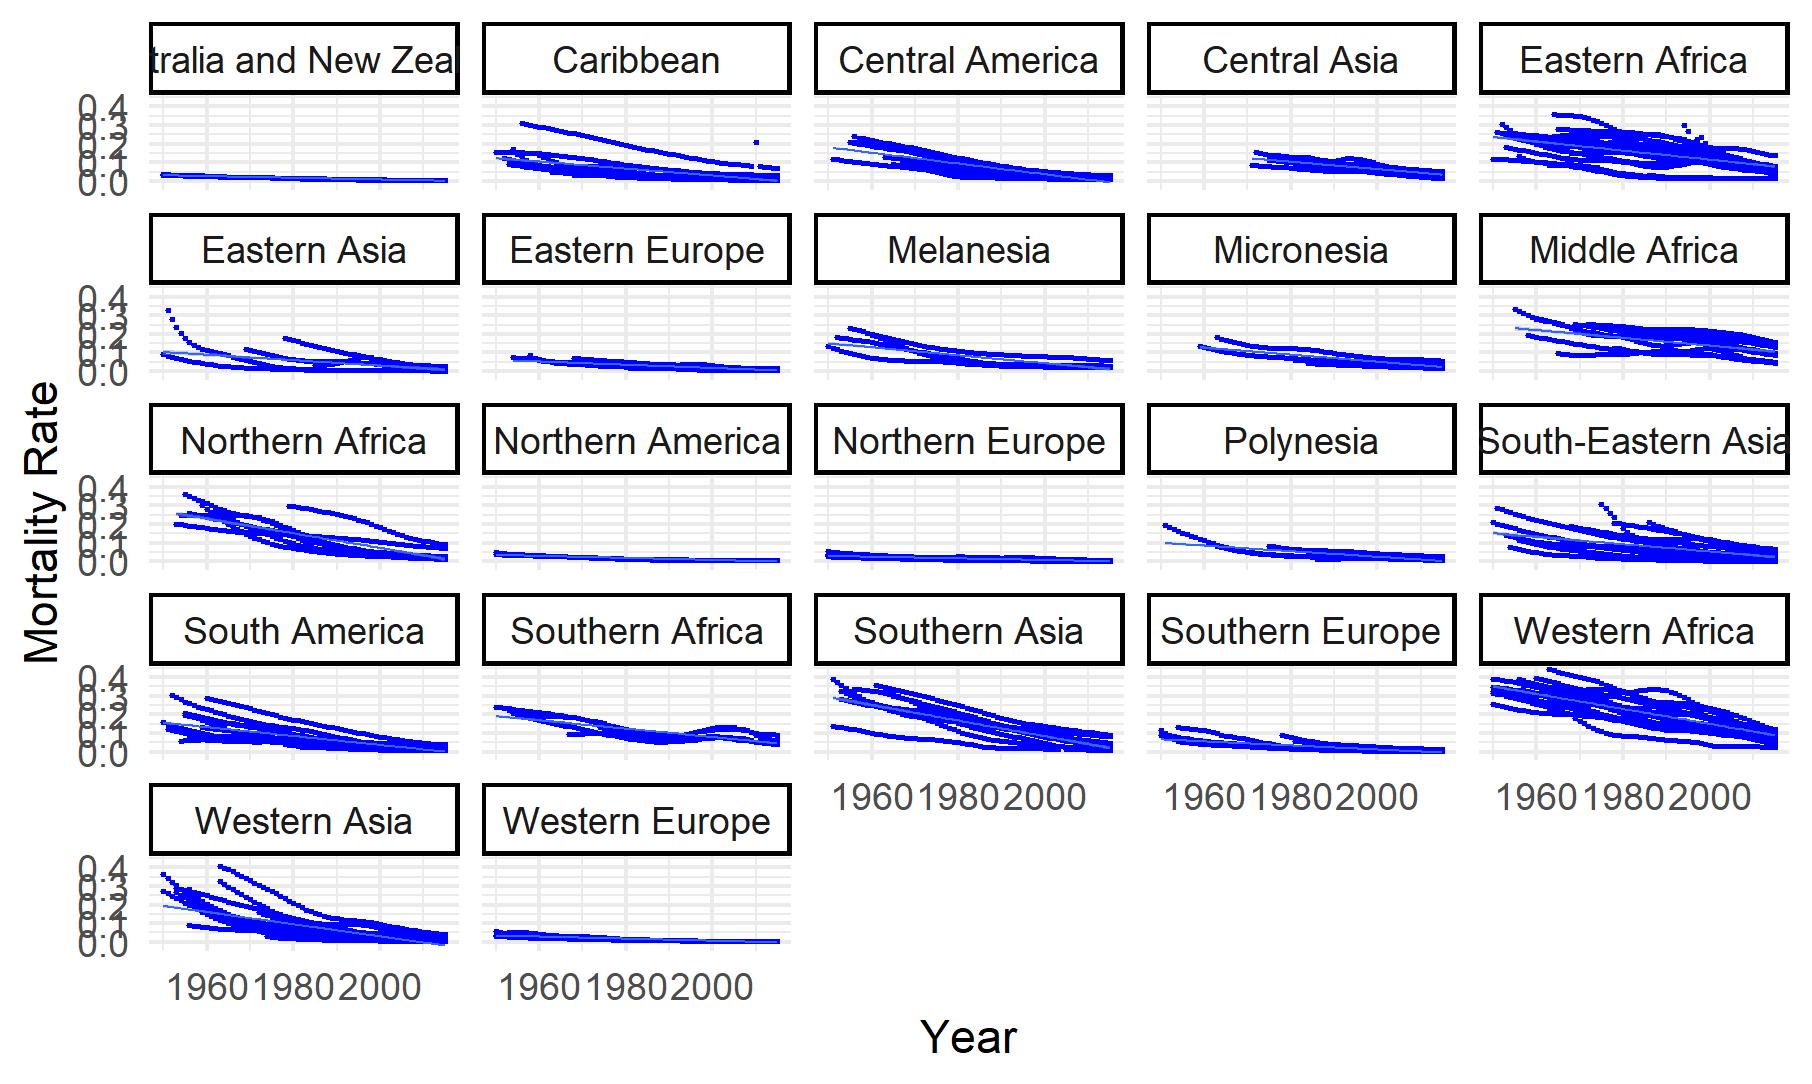 tralia and New Zeal
Caribbean
Central America
Central Asia
Eastern Africa
0.4
0.3
0.2
0.1
0.0
Eastern Asia
Eastern Europe
Melanesia
Micronesia
Middle Africa
0.4
0.3
0.2
0.1
0.0
Mortality Rate
Northern Africa
Northern America
Northern Europe
Polynesia
South-Eastern Asia
0.4
0.3
0.2
0.1
0.0
South America
Southern Africa
Southern Asia
Southern Europe
Western Africa
0.4
0.3
0.2
0.1
0.0
1960 1980 2000
1960 1980 2000
1960 1980 2000
Western Asia
Western Europe
0.4
0.3
0.2
0.1
0.0
1960 1980 2000
1960 1980 2000
Year